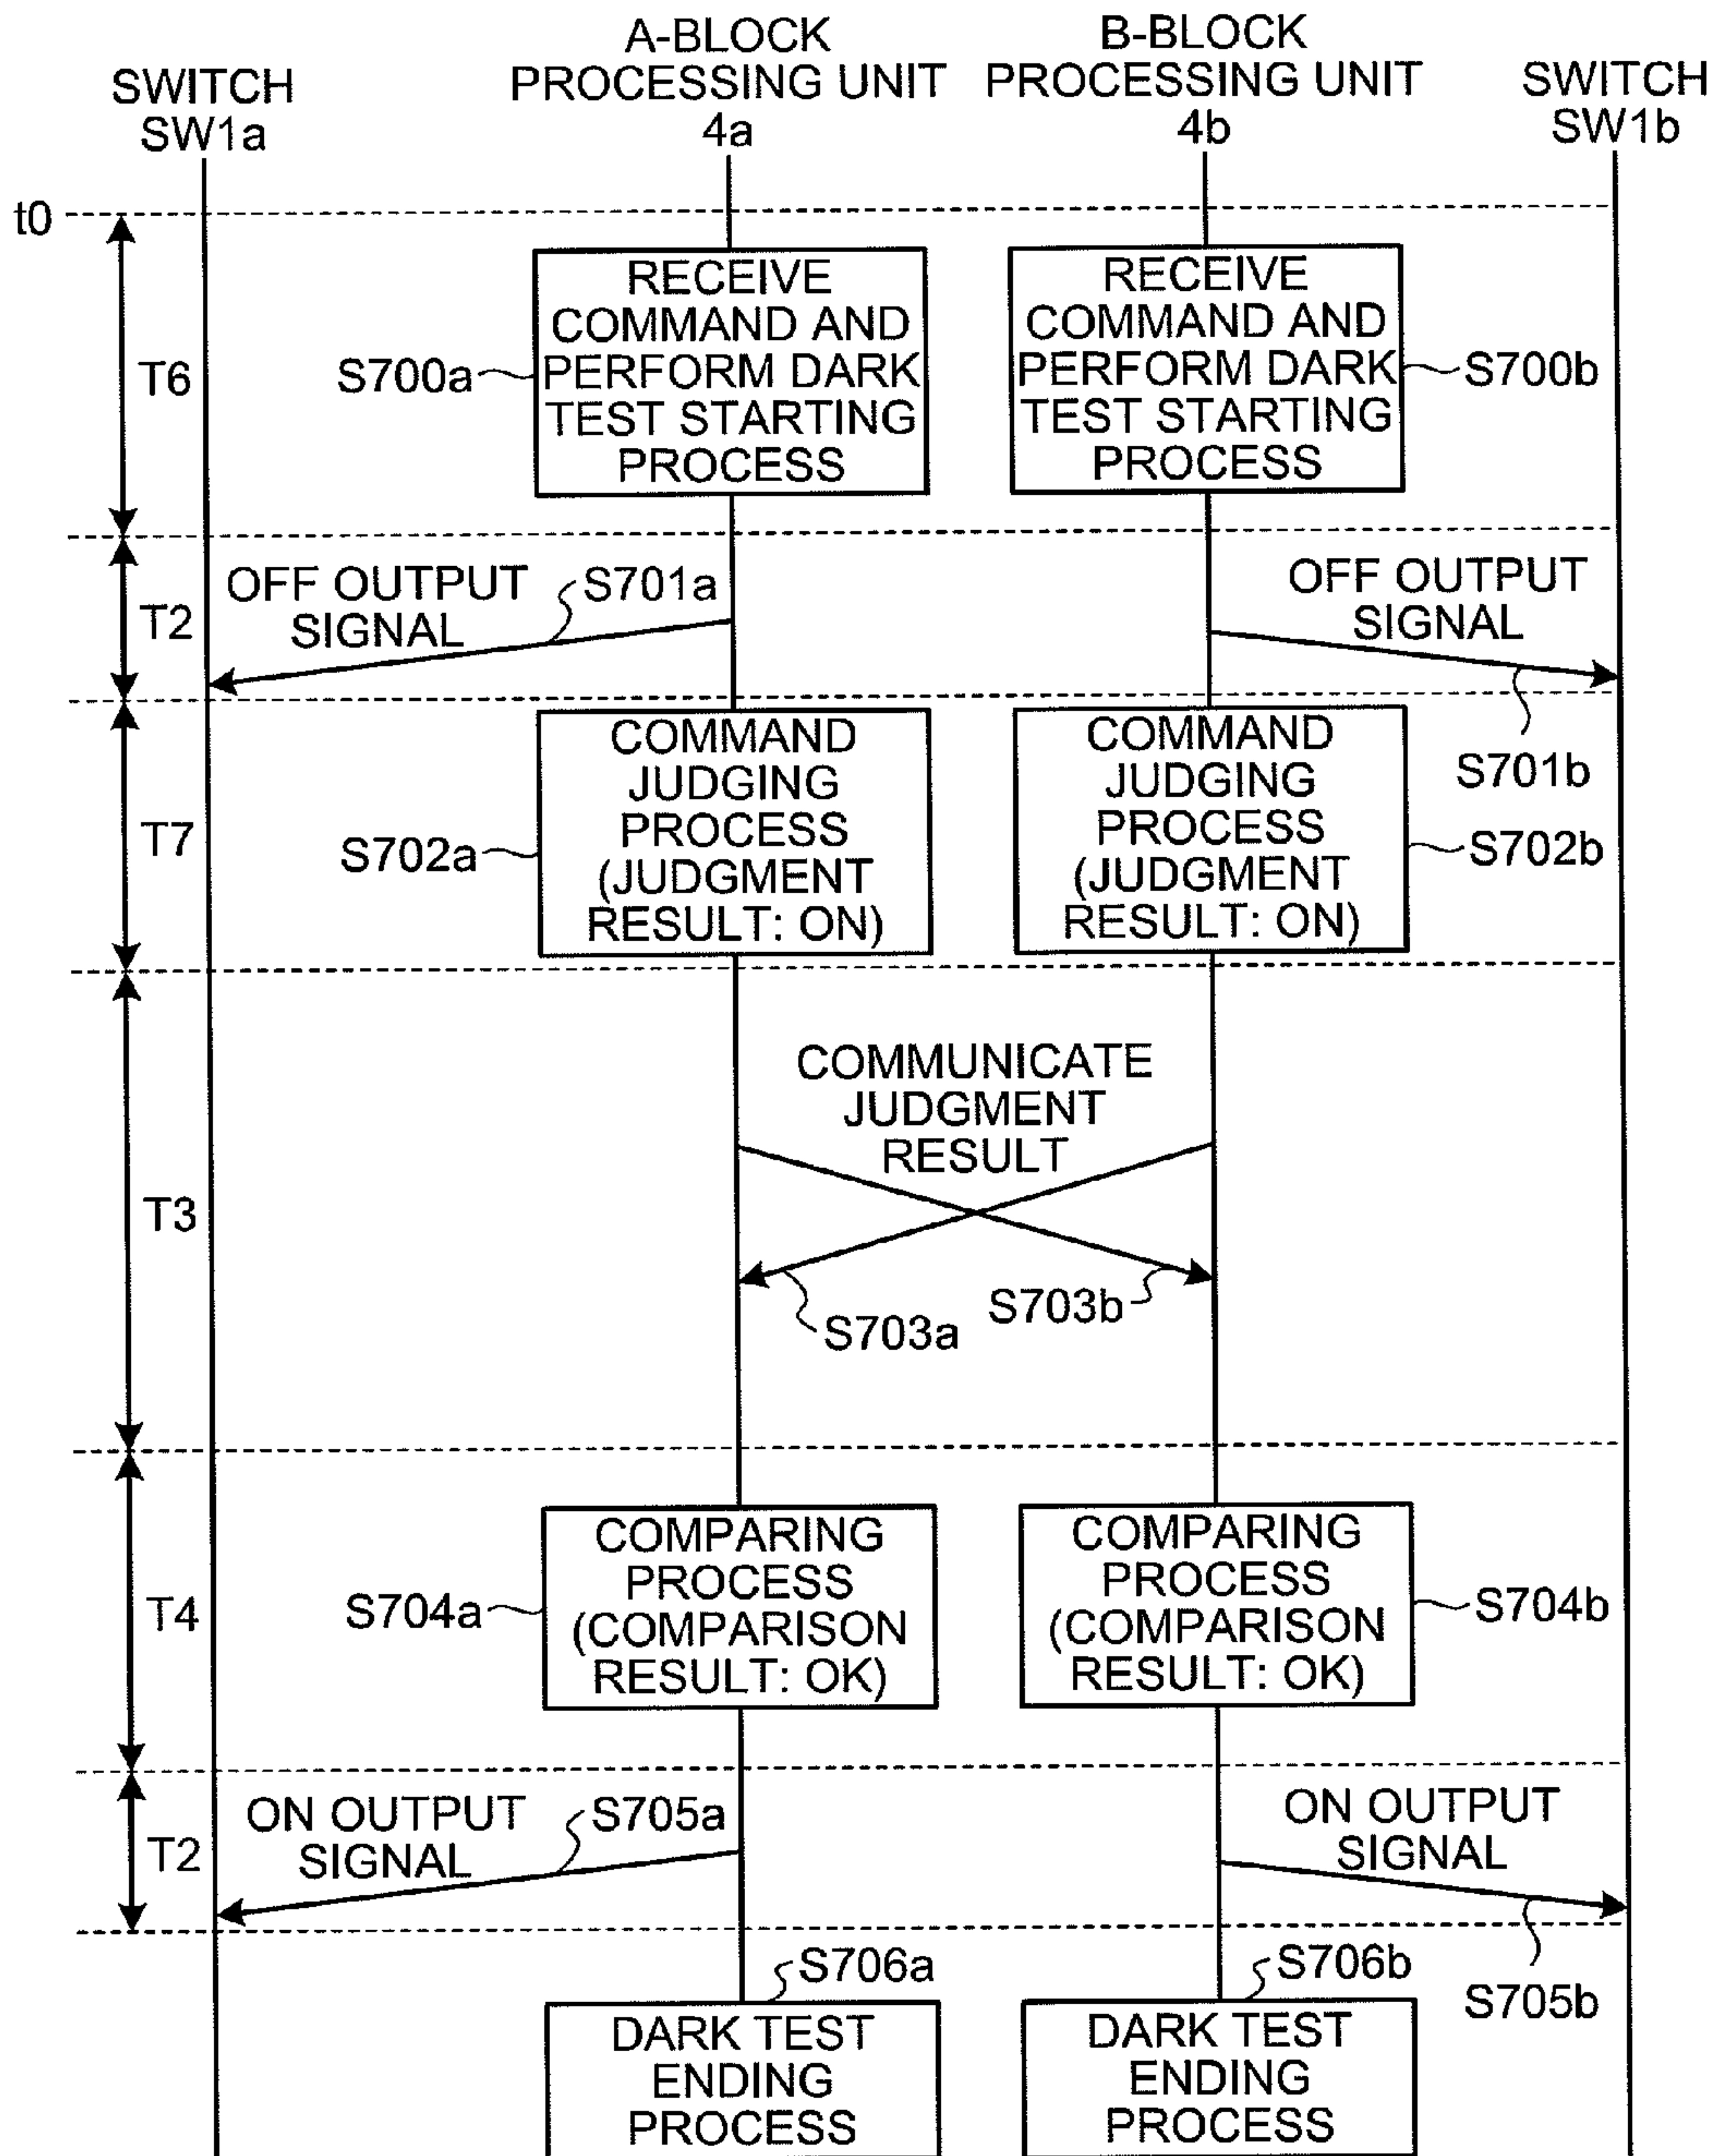 A-BLOCK
PROCESSING UNIT
4a
B-BLOCK
PROCESSING UNIT
4b
SWITCH
SW1a
SWITCH
SW1b
t0
T6
S700a
RECEIVE
COMMAND AND
PERFORM DARK
TEST STARTING
PROCESS
RECEIVE
COMMAND AND
PERFORM DARK
TEST STARTING
PROCESS
S700b
T2
OFF OUTPUT
SIGNAL
S701a
OFF OUTPUT
SIGNAL
S701b
T7
S702a
COMMAND
JUDGING
PROCESS
(JUDGMENT
RESULT: ON)
COMMAND
JUDGING
PROCESS
(JUDGMENT
RESULT: ON)
S702b
T3
COMMUNICATE
JUDGMENT
RESULT
S703a
S703b
T4
S704a
COMPARING
PROCESS
(COMPARISON
RESULT: OK)
COMPARING
PROCESS
(COMPARISON
RESULT: OK)
S704b
T2
ON OUTPUT
SIGNAL
S705a
ON OUTPUT
SIGNAL
S705b
S706a
DARK TEST
ENDING
PROCESS
S706b
DARK TEST
ENDING
PROCESS